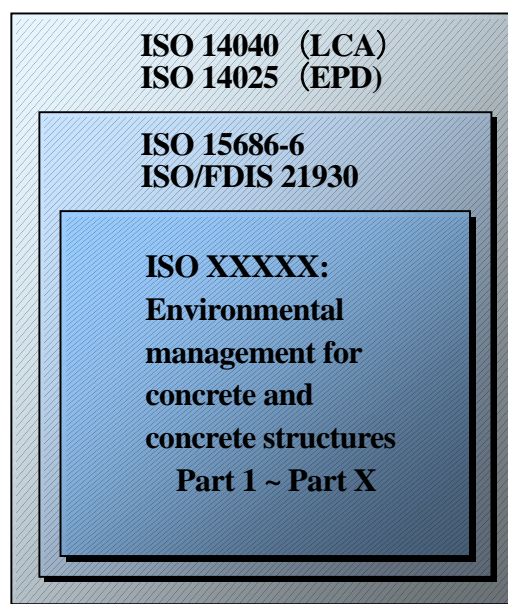 ISO 14040（LCA）
ISO 14025（EPD)
ISO 15686-6
ISO/FDIS 21930
ISO XXXXX:
Environmental
management for
concrete and
concrete structures
Part 1 ~ Part X